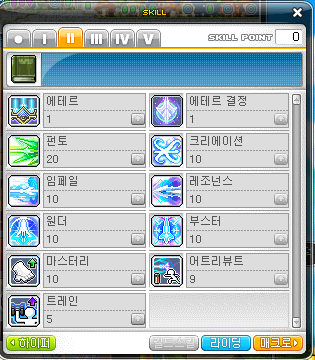 SKILL
I II III IV V
SKILL POINT 0
에테르
1
에테르 결정
1
펀토
20
크리에이션
10
임페일
10
레조넌스
10
원더
10
부스터
10
마스터리
10
어트리뷰트
9
트레인
5
하이퍼
라이딩
매크로